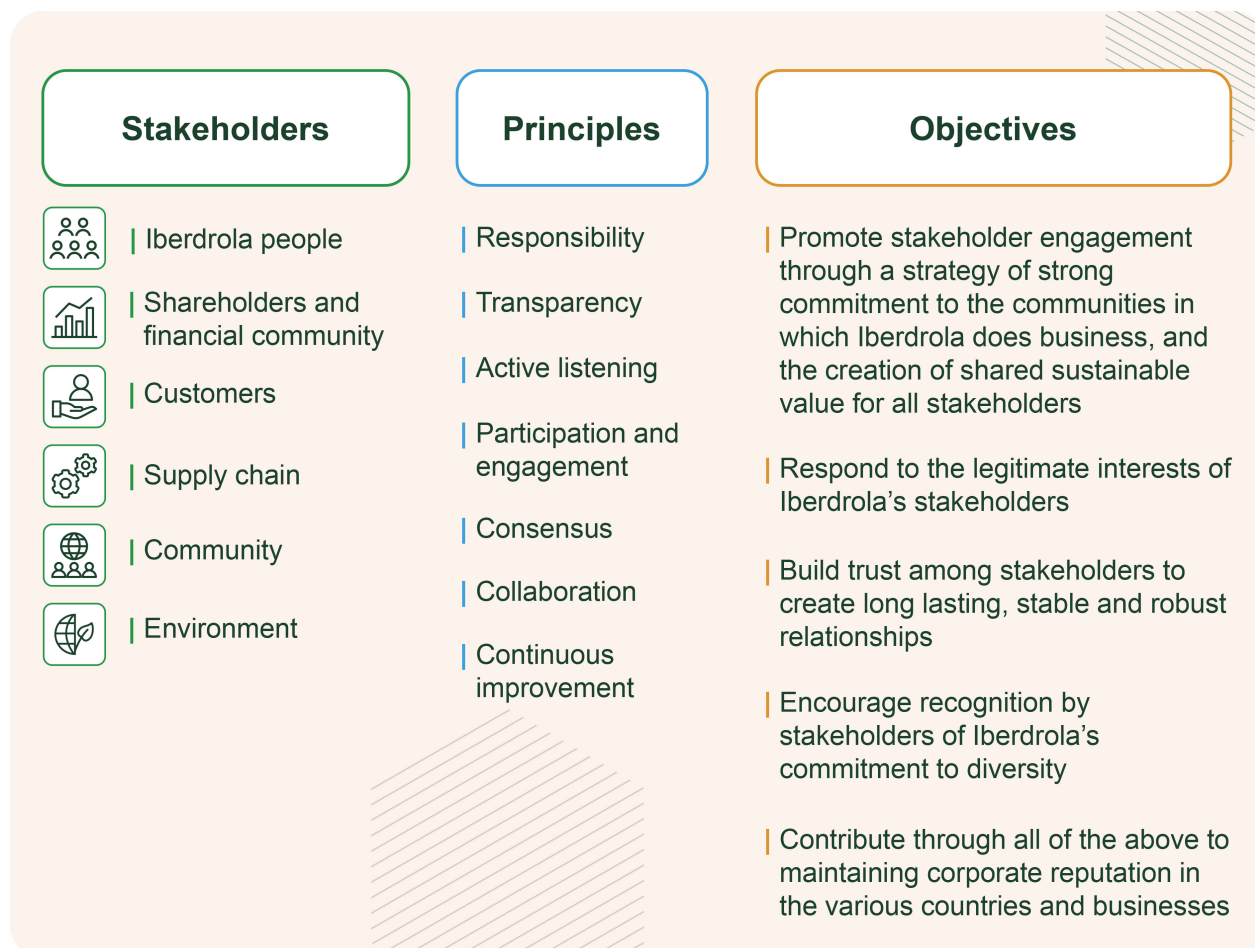 Stakeholders
Iberdrola people
Shareholders and
financial community
Customers
Supply chain
Community
Environment
Principles
Responsibility
Transparency
Active listening
Participation and
engagement
Consensus
Collaboration
Continuous
improvement
Objectives
Promote stakeholder engagement
through a strategy of strong
commitment to the communities in
which Iberdrola does business, and
the creation of shared sustainable
value for all stakeholders
Respond to the legitimate interests of
Iberdrola’s stakeholders
Build trust among stakeholders to
create long lasting, stable and robust
relationships
Encourage recognition by
stakeholders of Iberdrola’s
commitment to diversity
Contribute through all of the above to
maintaining corporate reputation in
the various countries and businesses